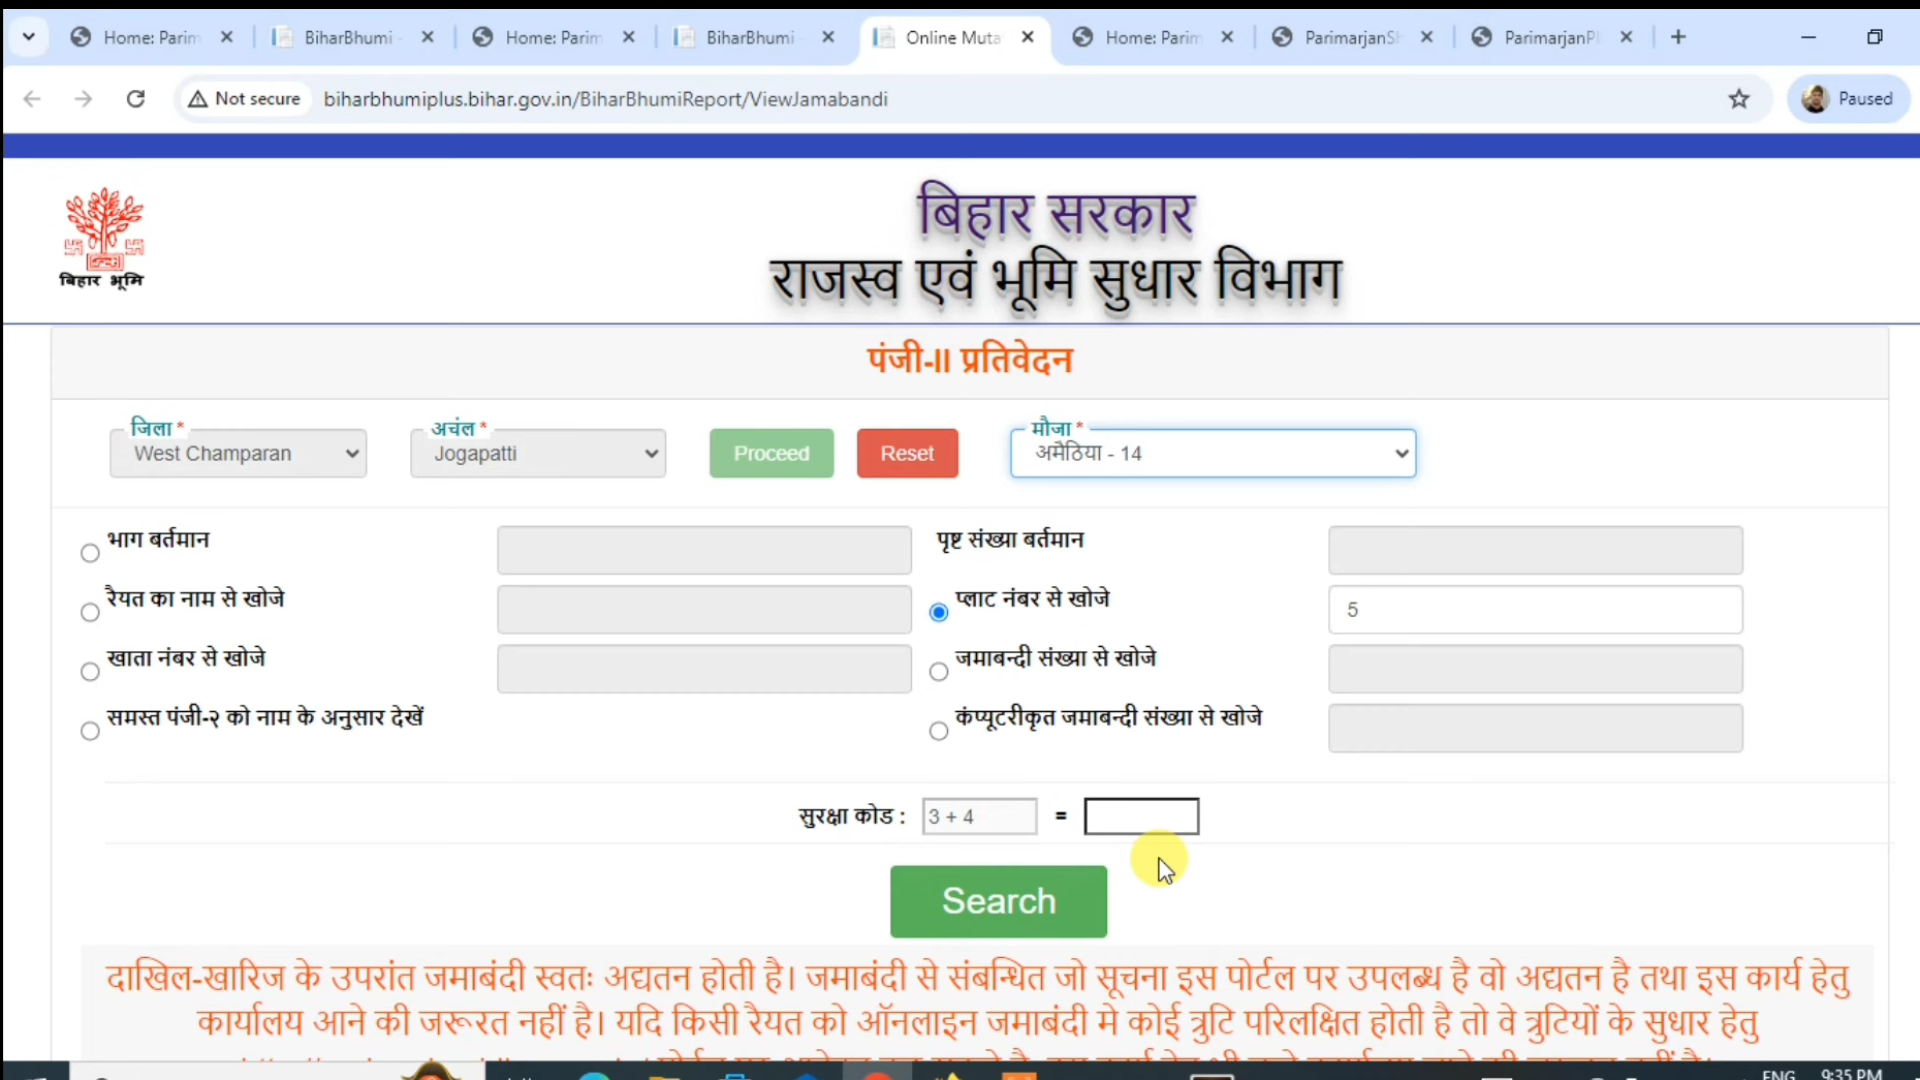 Home: Parim
BiharBhumi -
Home: Parim
BiharBhumi -
Online Muta
Home: Parim
ParimarjanS
ParimarjanP
Not secure
biharbhumiplus.bihar.gov.in/BiharBhumiReport/ViewJamabandi
Paused
बिहार भूमि
बिहार सरकार
राजस्व एवं भूमि सुधार विभाग
पंजी-II प्रतिवेदन
जिला *
अचंल *
मौजा *
West Champaran
Jogapatti
Proceed
Reset
अमेठिया - 14
भाग बर्तमान
पृष्ट संख्या बर्तमान
रैयत का नाम से खोजे
प्लाट नंबर से खोजे
5
खाता नंबर से खोजे
जमाबन्दी संख्या से खोजे
समस्त पंजी-२ को नाम के अनुसार देखें
कंप्यूटरीकृत जमाबन्दी संख्या से खोजे
सुरक्षा कोड : 3 + 4 =
Search
दाखिल-खारिज के उपरांत जमाबंदी स्वतः अद्यतन होती है। जमाबंदी से संबन्धित जो सूचना इस पोर्टल पर उपलब्ध है वो अद्यतन है तथा इस कार्य हेतु
कार्यालय आने की जरूरत नहीं है। यदि किसी रैयत को ऑनलाइन जमाबंदी मे कोई त्रुटि परिलक्षित होती है तो वे त्रुटियों के सुधार हेतु
ENG
9:35 PM